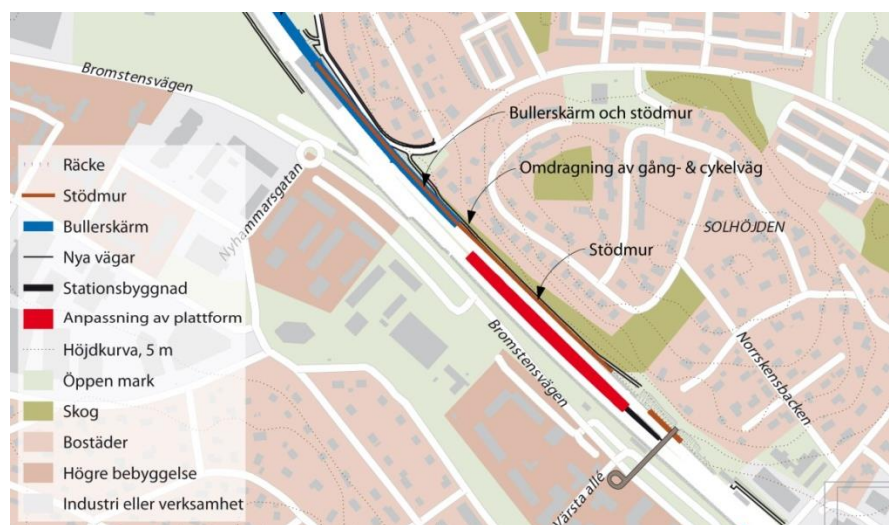 Bromstensvägen
Bullerskärm och stödmur
Omdragning av gång- & cykelväg
Nyhammarsgatan
SOLHÖJDEN
Stödmur
Bromstensvägen
Norrskensbacken
Värsta allé
Räcke
Stödmur
Bullerskärm
Nya vägar
Stationsbyggnad
Anpassning av plattform
Höjdkurva, 5 m
Öppen mark
Skog
Bostäder
Högre bebyggelse
Industri eller verksamhet